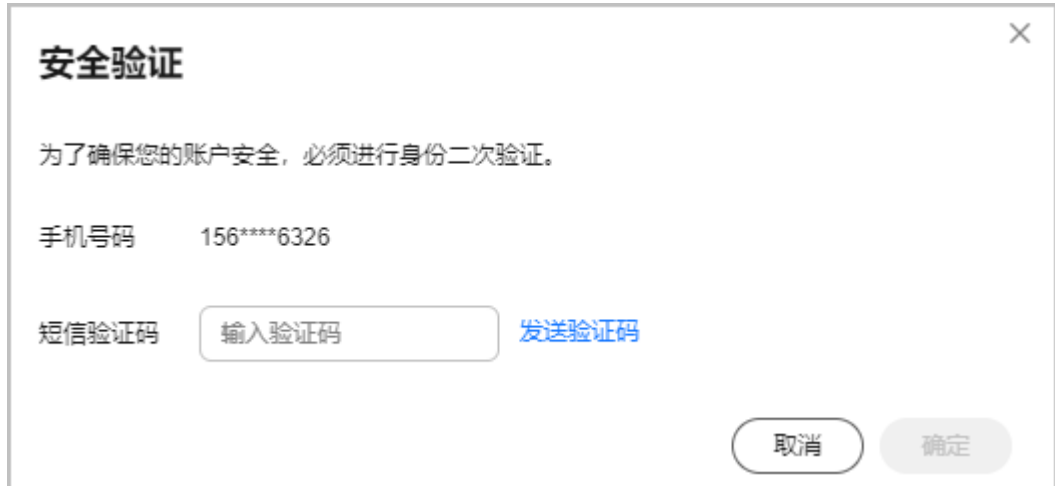 安全验证
为了确保您的账户安全，必须进行身份二次验证。
手机号码 156****6326
短信验证码 输入验证码 发送验证码
取消 确定